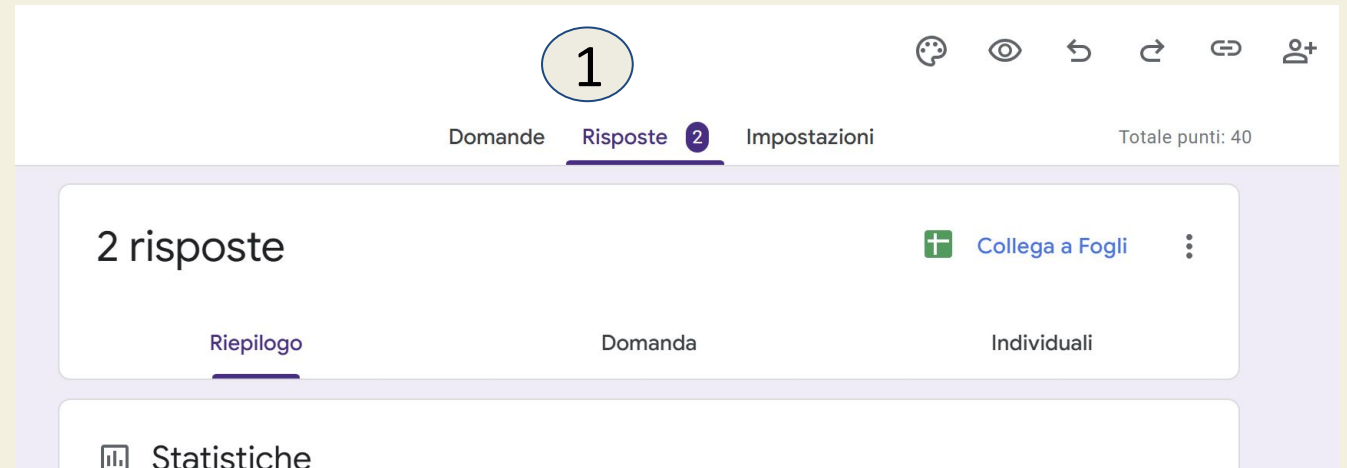 1
Domande Risposte 2 Impostazioni Totale punti: 40
2 risposte Collega a Fogli
Riepilogo Domanda Individuali
Statistiche